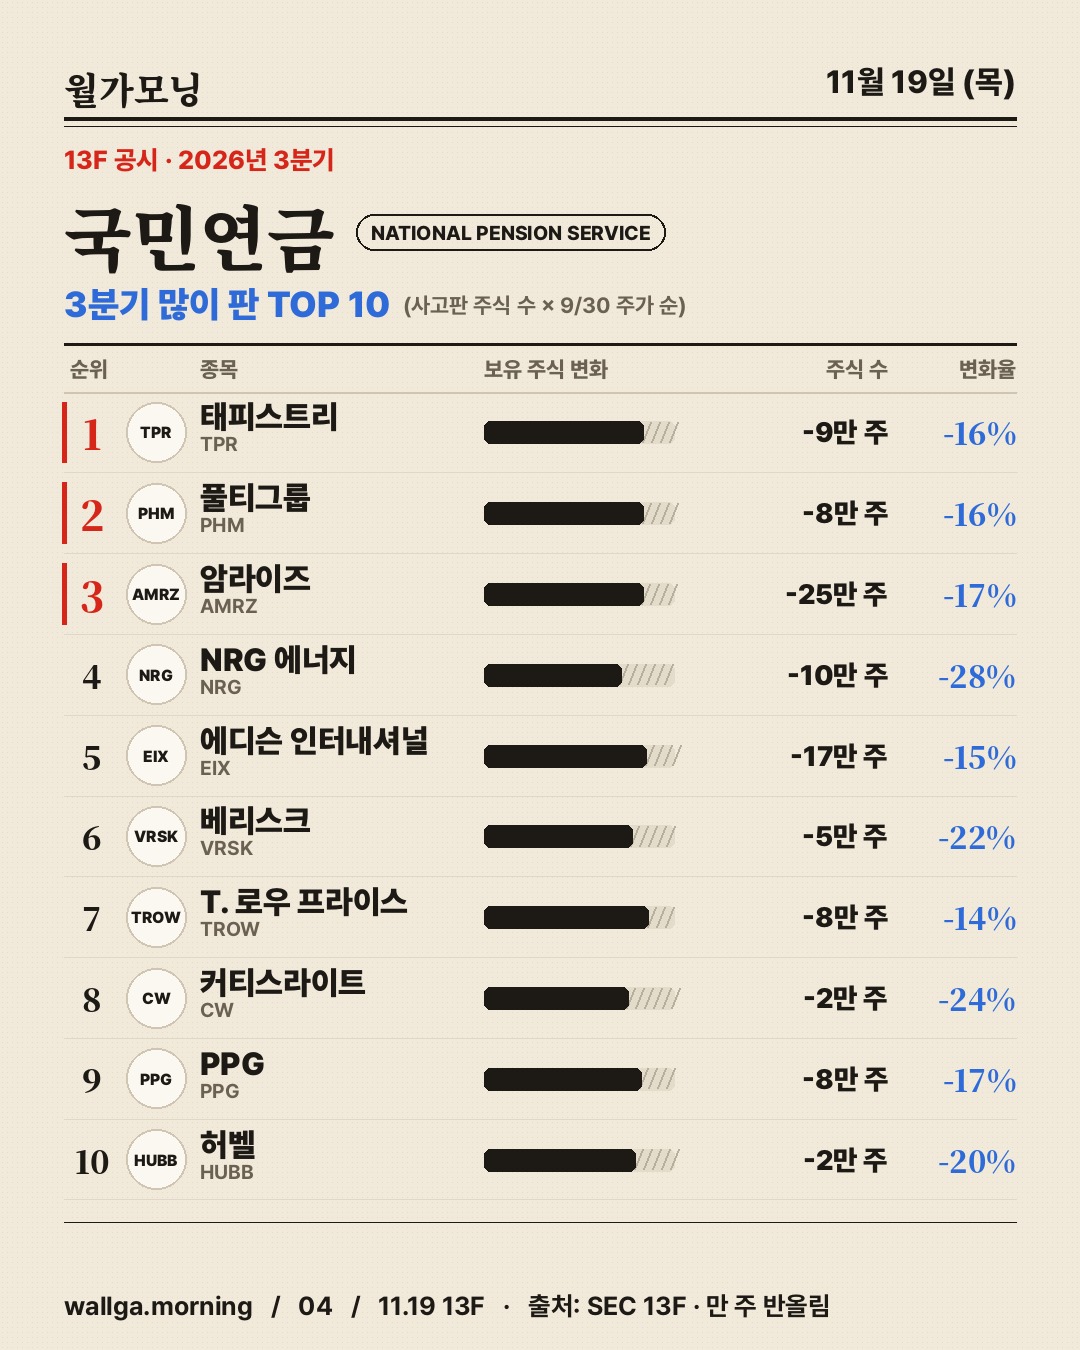 월가모닝
11월 19일 (목)
13F 공시 · 2026년 3분기
국민연금 NATIONAL PENSION SERVICE
3분기 많이 판 TOP 10 (사고판 주식 수 × 9/30 주가 순)
순위 종목 보유 주식 변화 주식 수 변화율
1 TPR 태피스트리 -9만 주 -16%
TPR
2 PHM 풀티그룹 -8만 주 -16%
PHM
3 AMRZ 암라이즈 -25만 주 -17%
AMRZ
4 NRG NRG 에너지 -10만 주 -28%
NRG
5 EIX 에디슨 인터내셔널 -17만 주 -15%
EIX
6 VRSK 베리스크 -5만 주 -22%
VRSK
7 TROW T. 로우 프라이스 -8만 주 -14%
TROW
8 CW 커티스라이트 -2만 주 -24%
CW
9 PPG PPG -8만 주 -17%
PPG
10 HUBB 허벨 -2만 주 -20%
HUBB
wallga.morning / 04 / 11.19 13F · 출처: SEC 13F · 만 주 반올림